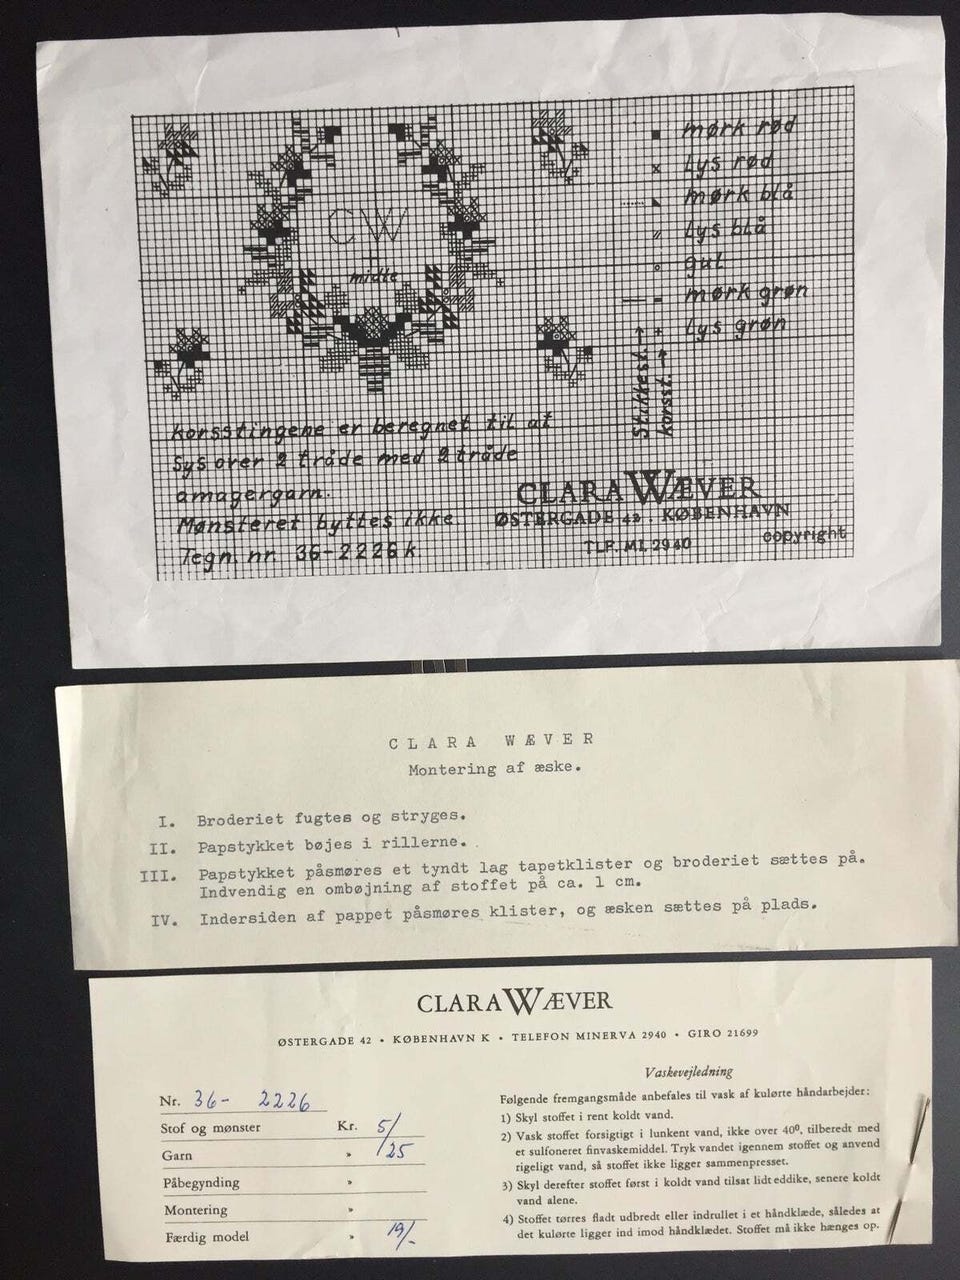 CW
midte
mørk rød
Lys rød
mørk blå
Lys blå
gul
mørk grøn
Lys grøn
Stikkest.
korsst.
korsstingene er beregnet til at
Sys over 2 tråde med 2 tråde
amagergarn.
Mønsteret byttes ikke
Tegn. nr. 36-2226 k.
CLARA WÆVER
ØSTERGADE 42 . KØBENHAVN
TLF. MI. 2940
copyright
CLARA WÆVER
Montering af æske.
I. Broderiet fugtes og stryges.
II. Papstykket bøjes i rillerne.
III. Papstykket påsmøres et tyndt lag tapetklister og broderiet sættes på.
Indvendig en ombøjning af stoffet på ca. 1 cm.
IV. Indersiden af pappet påsmøres klister, og æsken sættes på plads.
CLARA WÆVER
ØSTERGADE 42 • KØBENHAVN K • TELEFON MINERVA 2940 • GIRO 21699
Nr. 36- 2226
Stof og mønster Kr. 5/
Garn » /25
Påbegynding »
Montering »
Færdig model » 19/-
Vaskevejledning
Følgende fremgangsmåde anbefales til vask af kulørte håndarbejder:
1) Skyl stoffet i rent koldt vand.
2) Vask stoffet forsigtigt i lunkent vand, ikke over 40°, tilberedt med
et sulfoneret finvaskemiddel. Tryk vandet igennem stoffet og anvend
rigeligt vand, så stoffet ikke ligger sammenpresset.
3) Skyl derefter stoffet først i koldt vand tilsat lidt eddike, senere koldt
vand alene.
4) Stoffet tørres fladt udbredt eller indrullet i et håndklæde, således at
det kulørte ligger ind imod håndklædet. Stoffet må ikke hænges op.